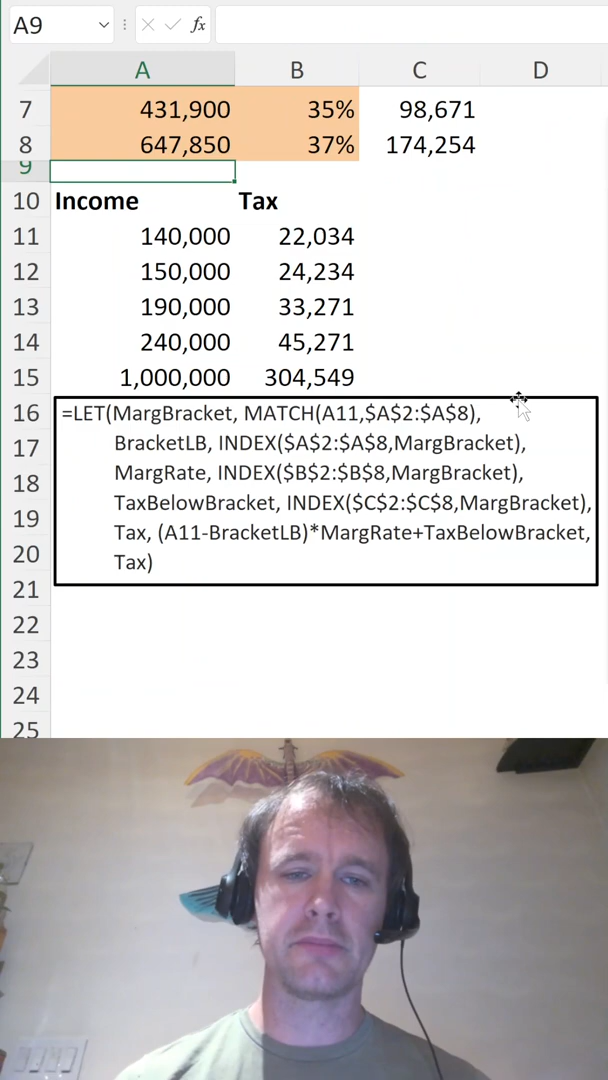 A9 fx
A B C D
7 431,900 35% 98,671
8 647,850 37% 174,254
9
10 Income Tax
11 140,000 22,034
12 150,000 24,234
13 190,000 33,271
14 240,000 45,271
15 1,000,000 304,549
16 =LET(MargBracket, MATCH(A11,$A$2:$A$8),
17 BracketLB, INDEX($A$2:$A$8,MargBracket),
18 MargRate, INDEX($B$2:$B$8,MargBracket),
19 TaxBelowBracket, INDEX($C$2:$C$8,MargBracket),
20 Tax, (A11-BracketLB)*MargRate+TaxBelowBracket,
Tax)
21
22
23
24
25